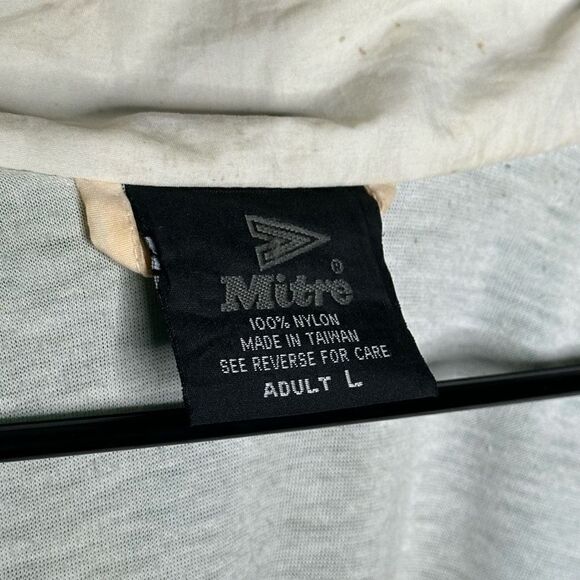 Mitre®
100% NYLON
MADE IN TAIWAN
SEE REVERSE FOR CARE
ADULT L